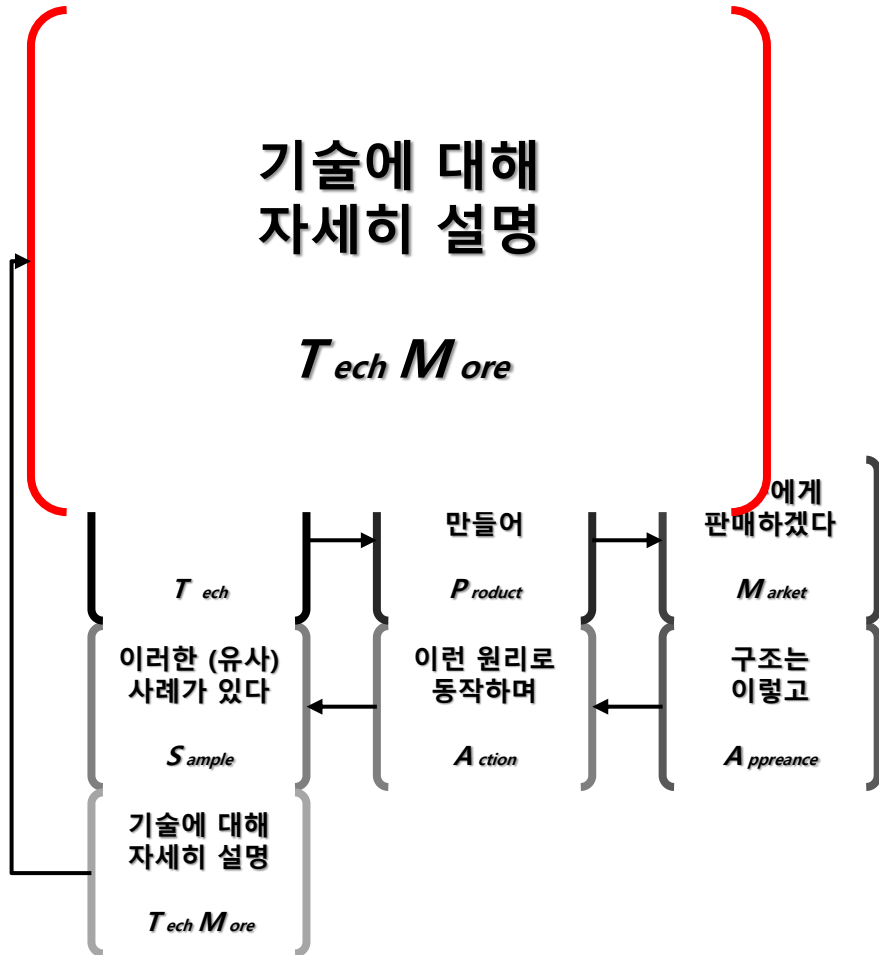 기술에 대해
자세히 설명
Tech More
만들어
에게
판매하겠다
Tech
Product
Market
이러한 (유사)
사례가 있다
이런 원리로
동작하며
구조는
이렇고
Sample
Action
Appreance
기술에 대해
자세히 설명
Tech More